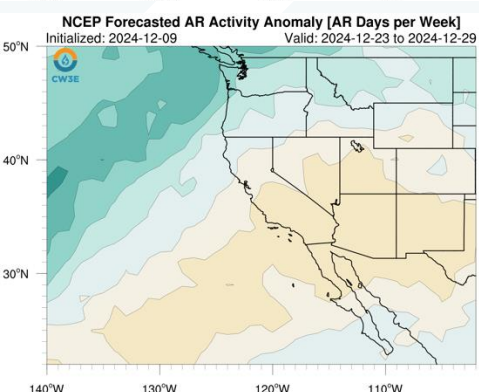 NCEP Forecasted AR Activity Anomaly [AR Days per Week]
Initialized: 2024-12-09 Valid: 2024-12-23 to 2024-12-29
50°N
CW3E
40°N
30°N
140°W 130°W 120°W 110°W